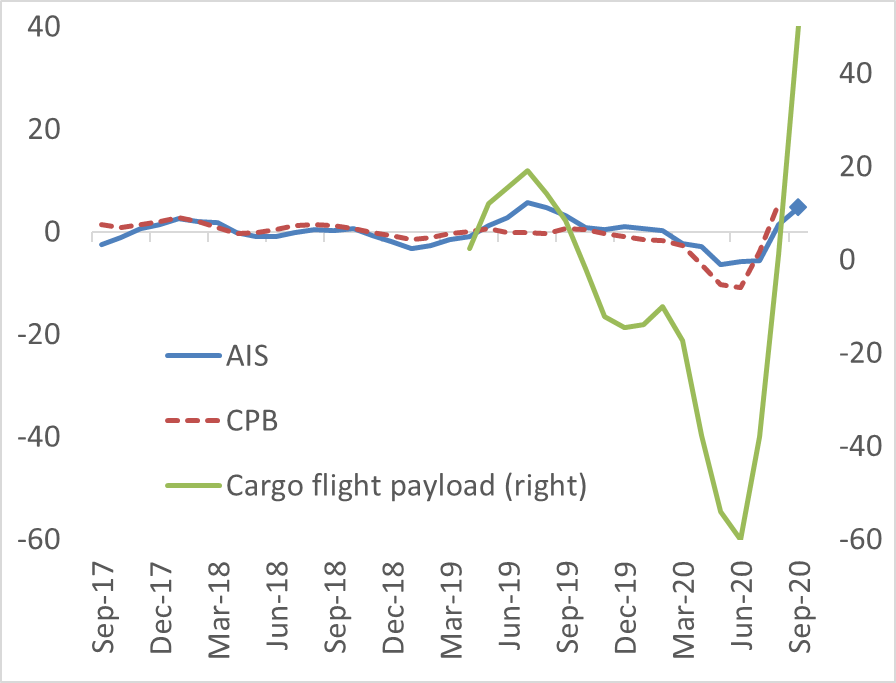 40
20
0
-20
-40
-60
40
20
0
-20
-40
-60
AIS
CPB
Cargo flight payload (right)
Sep-17
Dec-17
Mar-18
Jun-18
Sep-18
Dec-18
Mar-19
Jun-19
Sep-19
Dec-19
Mar-20
Jun-20
Sep-20